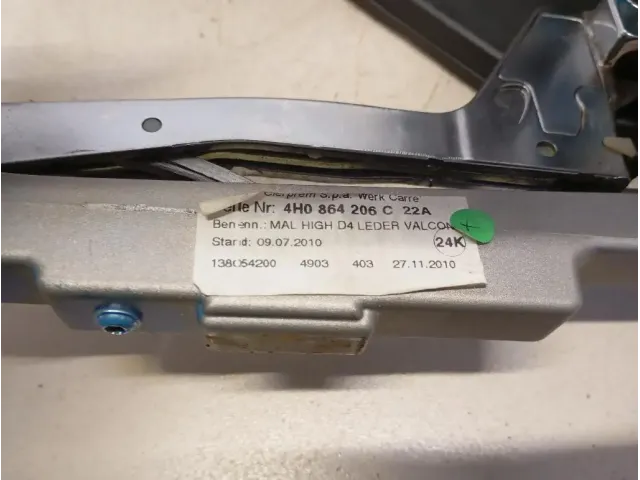 S.p.a. Werk Carre
Nr: 4H0 864 206 C 22A
Benenn.: MAL HIGH D4 LEDER VALCON
Stand: 09.07.2010
24K
138054200 4903 403 27.11.2010